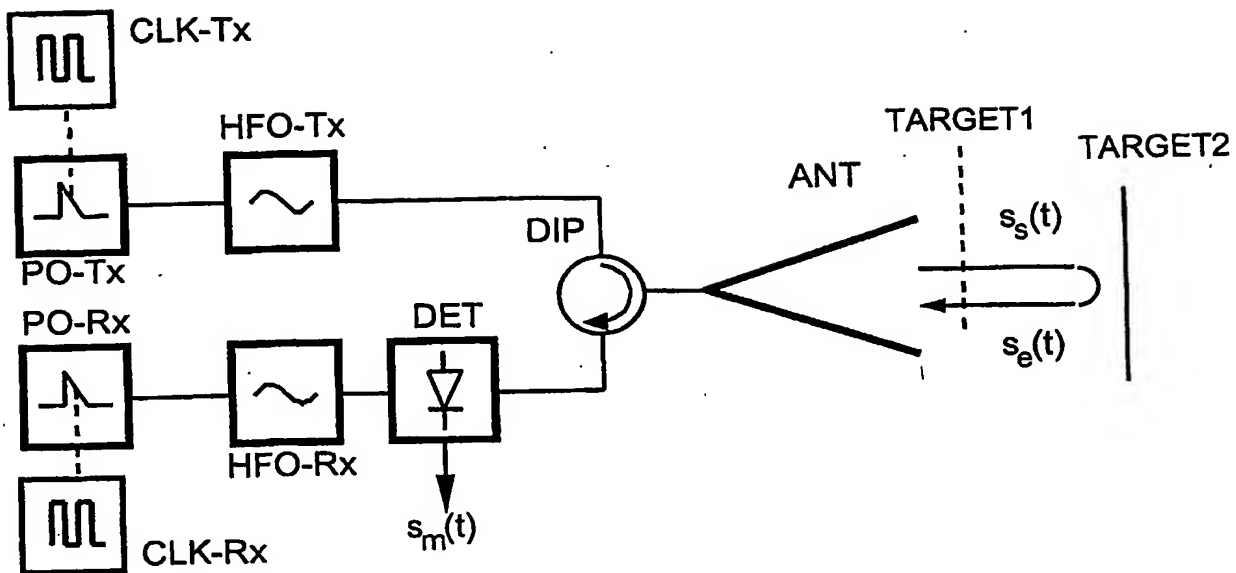 CLK-Tx
HFO-Tx
TARGET1
TARGET2
ANT
DIP
s_s(t)
PO-Tx
PO-Rx
DET
s_e(t)
HFO-Rx
s_m(t)
CLK-Rx